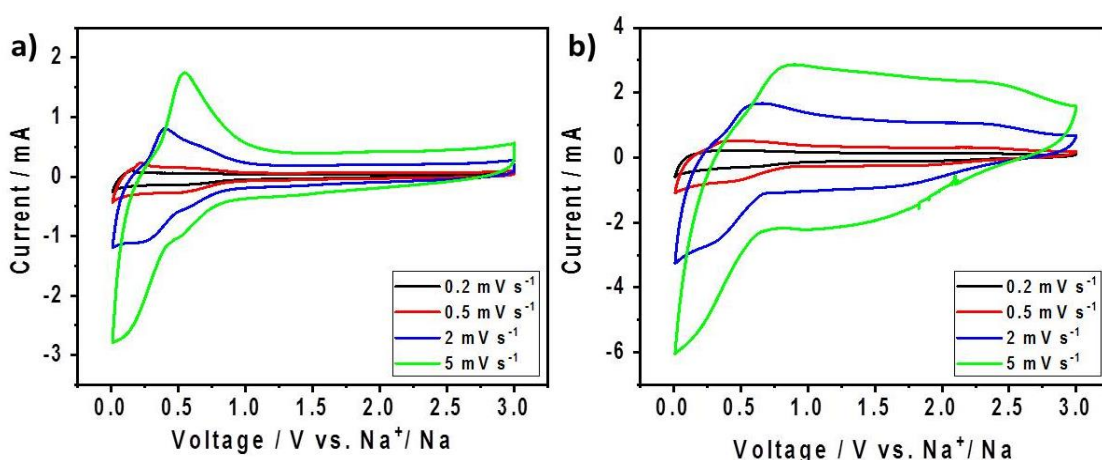 a)
Current / mA
2
1
0
-1
-2
-3
0.0 0.5 1.0 1.5 2.0 2.5 3.0
Voltage / V vs. Na⁺/ Na
0.2 mV s⁻¹
0.5 mV s⁻¹
2 mV s⁻¹
5 mV s⁻¹
b)
Current / mA
4
2
0
-2
-4
-6
0.0 0.5 1.0 1.5 2.0 2.5 3.0
Voltage / V vs. Na⁺/ Na
0.2 mV s⁻¹
0.5 mV s⁻¹
2 mV s⁻¹
5 mV s⁻¹